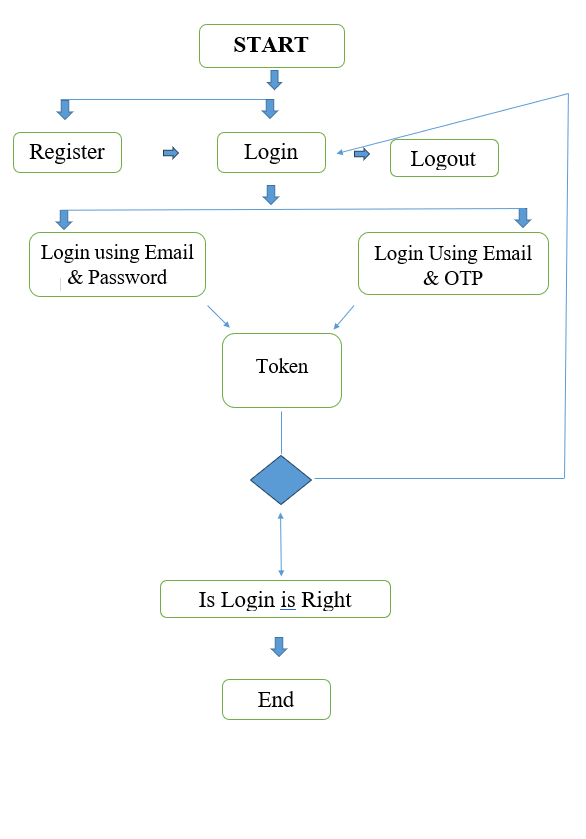 START
Register
Login
Logout
Login using Email
& Password
Login Using Email
& OTP
Token
Is Login is Right
End